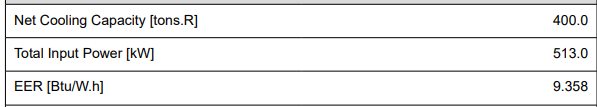 Net Cooling Capacity [tons.R] 400.0
Total Input Power [kW] 513.0
EER [Btu/W.h] 9.358